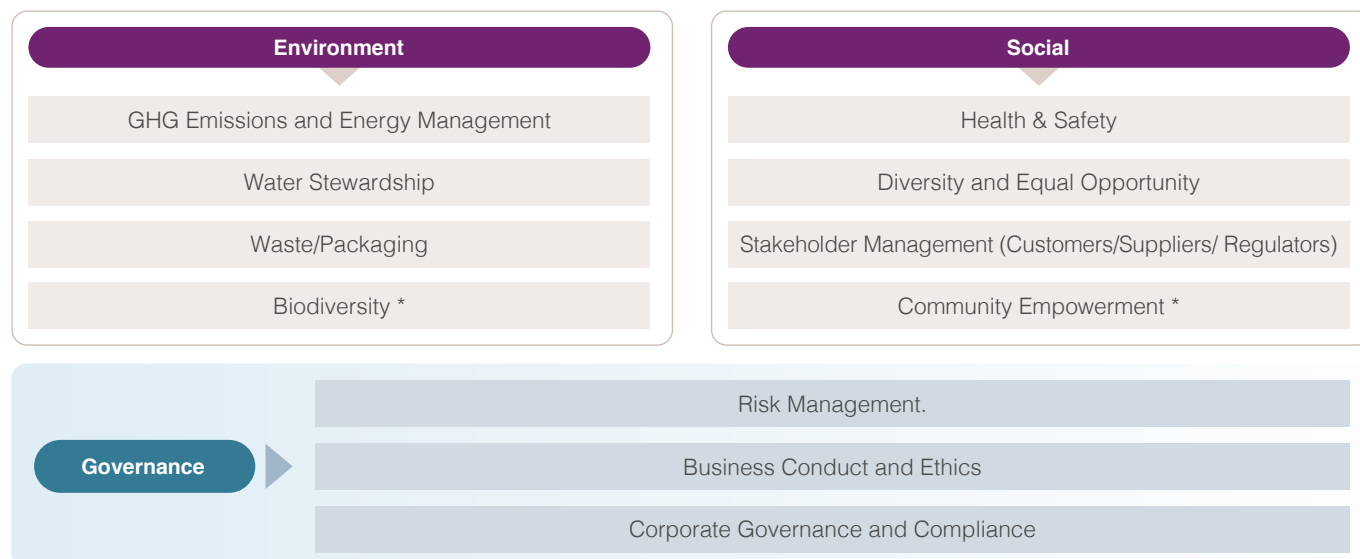 Environment
GHG Emissions and Energy Management
Water Stewardship
Waste/Packaging
Biodiversity *
Social
Health & Safety
Diversity and Equal Opportunity
Stakeholder Management (Customers/Suppliers/ Regulators)
Community Empowerment *
Governance
Risk Management.
Business Conduct and Ethics
Corporate Governance and Compliance